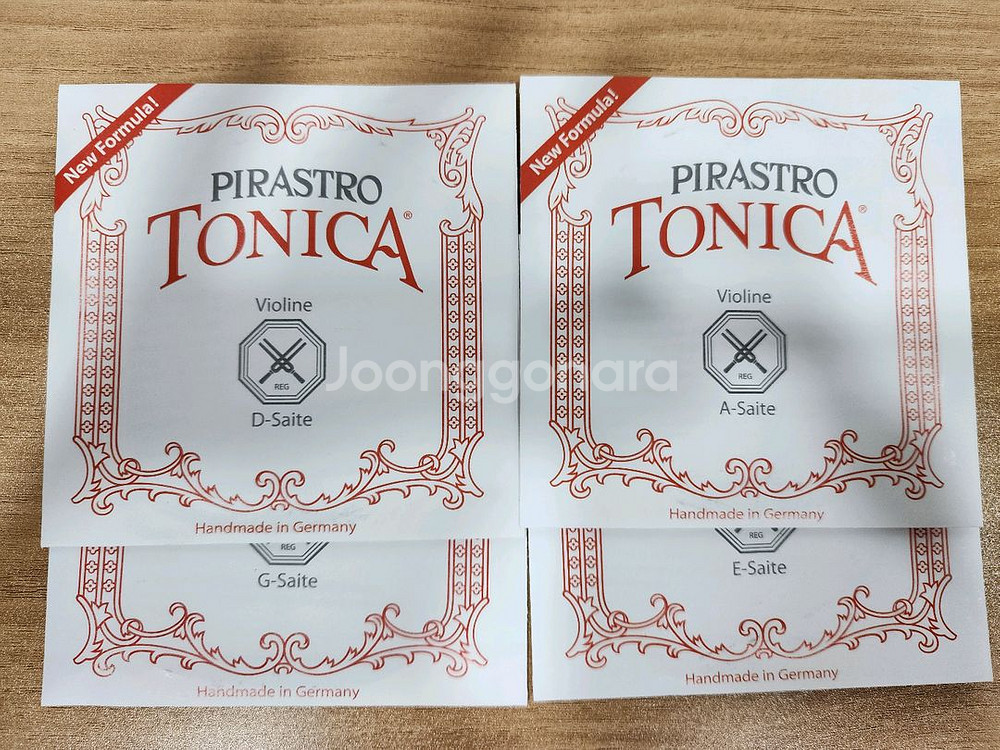 New Formula!
PIRASTRO
TONICA®
Violine
REG
D-Saite
Handmade in Germany
New Formula!
PIRASTRO
TONICA®
Violine
REG
A-Saite
Handmade in Germany
REG
G-Saite
Handmade in Germany
REG
E-Saite
Handmade in Germany
Joonggonara